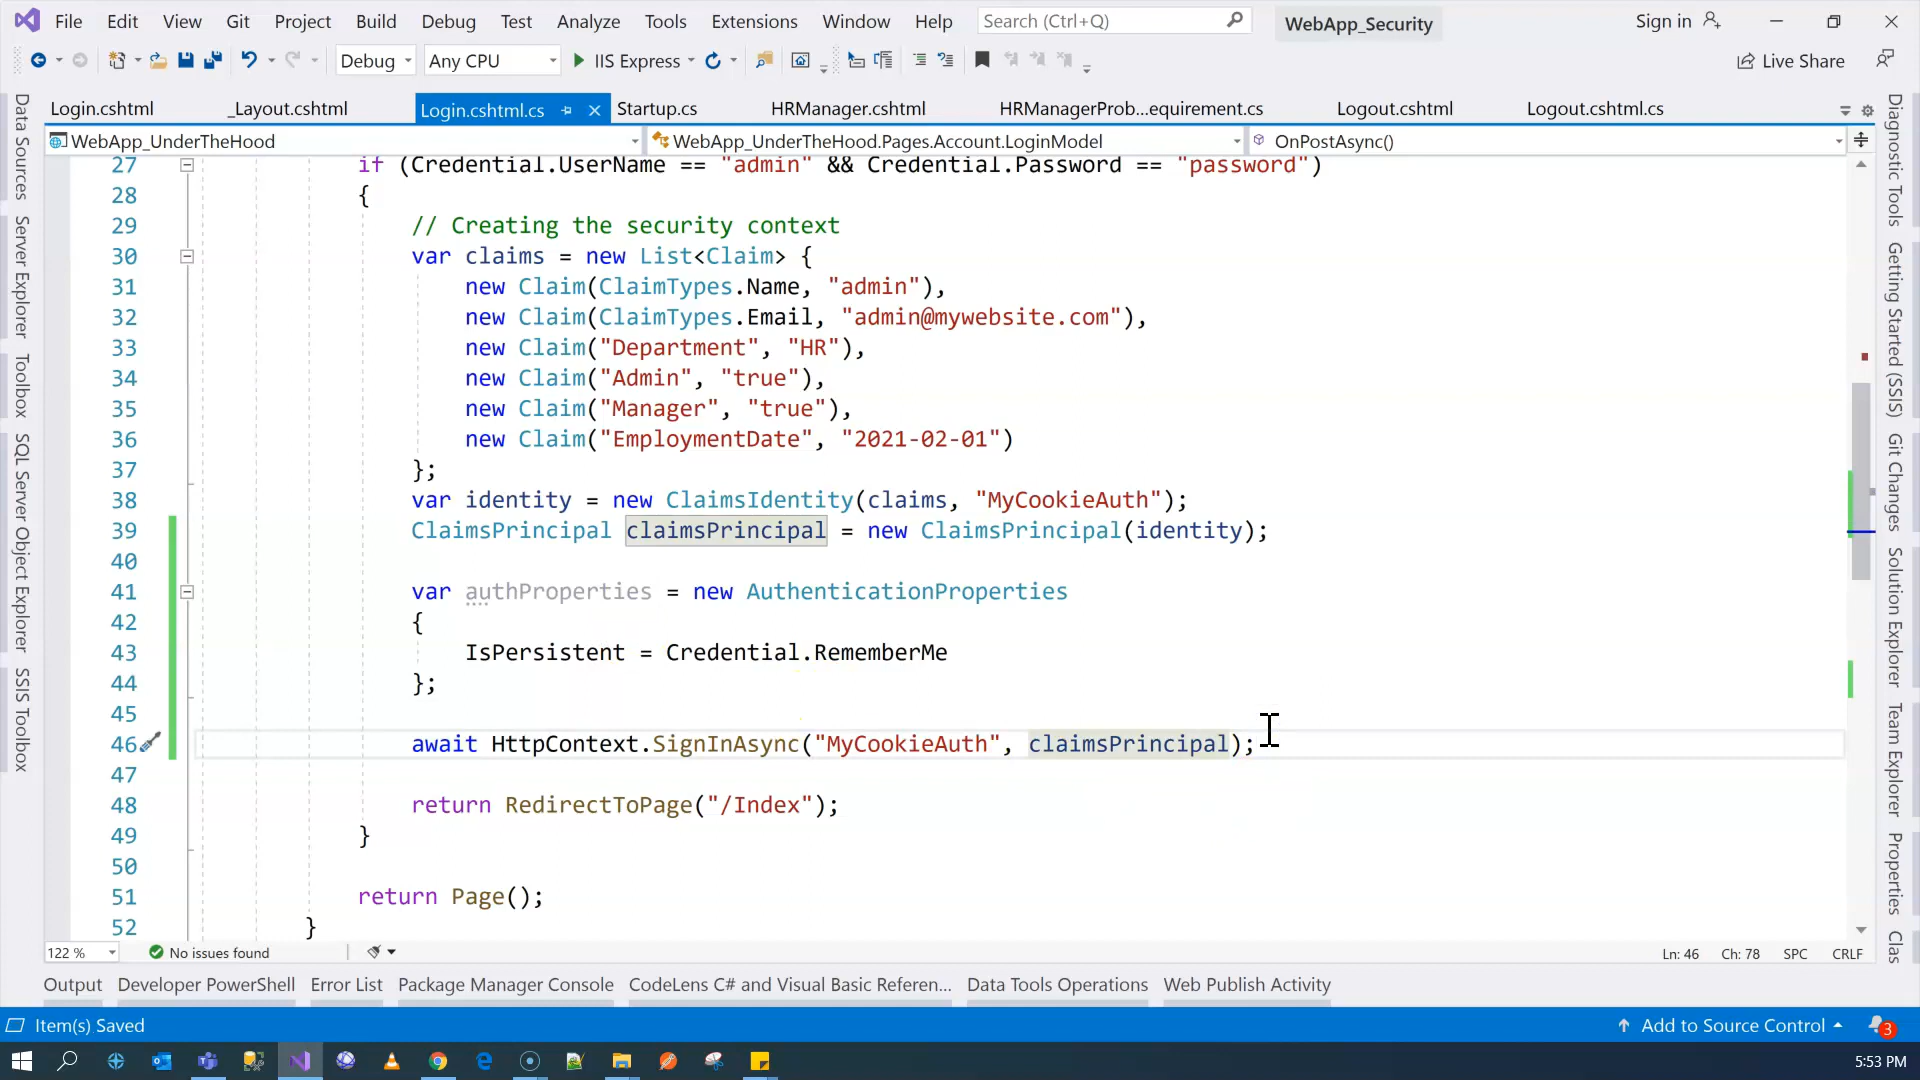 File Edit View Git Project Build Debug Test Analyze Tools Extensions Window Help Search (Ctrl+Q) WebApp_Security Sign in
Debug Any CPU IIS Express Live Share
Login.cshtml _Layout.cshtml Login.cshtml.cs Startup.cs HRManager.cshtml HRManagerProb...equirement.cs Logout.cshtml Logout.cshtml.cs
WebApp_UnderTheHood WebApp_UnderTheHood.Pages.Account.LoginModel OnPostAsync()
27 if (Credential.UserName == "admin" && Credential.Password == "password")
28 {
29 // Creating the security context
30 var claims = new List<Claim> {
31 new Claim(ClaimTypes.Name, "admin"),
32 new Claim(ClaimTypes.Email, "admin@mywebsite.com"),
33 new Claim("Department", "HR"),
34 new Claim("Admin", "true"),
35 new Claim("Manager", "true"),
36 new Claim("EmploymentDate", "2021-02-01")
37 };
38 var identity = new ClaimsIdentity(claims, "MyCookieAuth");
39 ClaimsPrincipal claimsPrincipal = new ClaimsPrincipal(identity);
40
41 var authProperties = new AuthenticationProperties
42 {
43 IsPersistent = Credential.RememberMe
44 };
45
46 await HttpContext.SignInAsync("MyCookieAuth", claimsPrincipal);
47
48 return RedirectToPage("/Index");
49 }
50
51 return Page();
52 }
Data Sources
Server Explorer
Toolbox
SQL Server Object Explorer
SSIS Toolbox
Diagnostic Tools
Getting Started (SSIS)
Git Changes
Solution Explorer
Team Explorer
Properties
Clas
122 % No issues found Ln: 46 Ch: 78 SPC CRLF
Output Developer PowerShell Error List Package Manager Console CodeLens C# and Visual Basic Referen... Data Tools Operations Web Publish Activity
Item(s) Saved Add to Source Control 3
5:53 PM